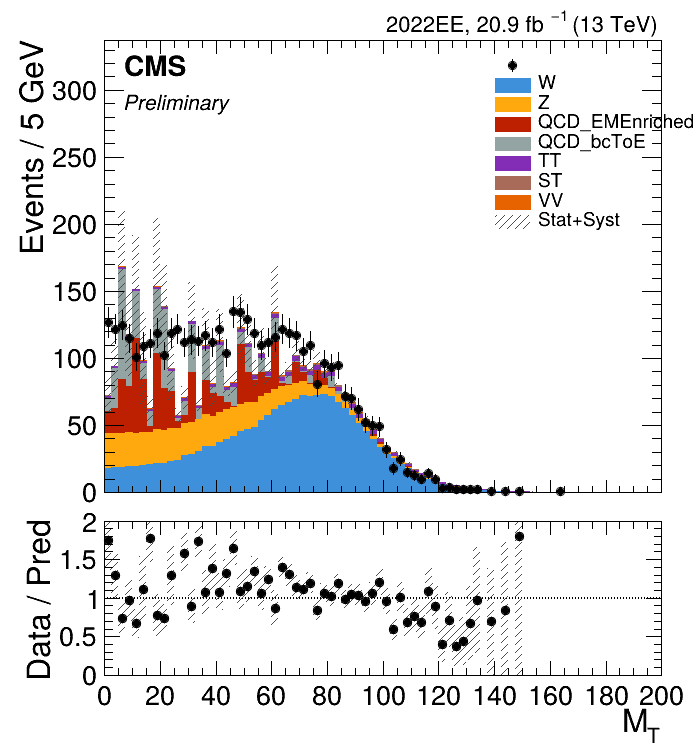 2022EE, 20.9 fb⁻¹ (13 TeV)
Events / 5 GeV
CMS
Preliminary
W
Z
QCD_EMEnriched
QCD_bcToE
TT
ST
VV
Stat+Syst
300
250
200
150
100
50
0
Data / Pred
2
1.5
1
0.5
0
0 20 40 60 80 100 120 140 160 180 200
M_T